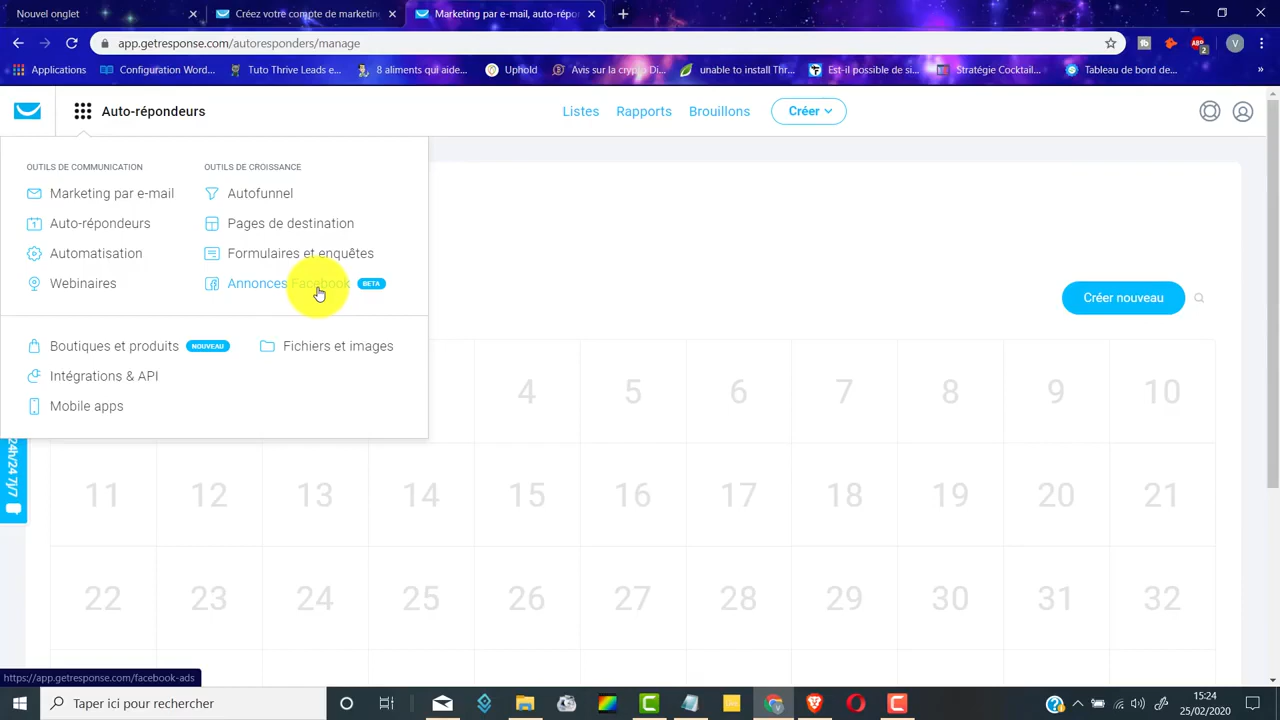 Nouvel onglet
Créez votre compte de marketing
Marketing par e-mail, auto-répo
app.getresponse.com/autoresponders/manage
ABP
2
V
Applications
Configuration Word...
Tuto Thrive Leads e...
8 aliments qui aide...
Uphold
Avis sur la crypto Di...
unable to install Thr...
Est-il possible de si...
Stratégie Cocktail...
Tableau de bord de...
»
Auto-répondeurs
Listes
Rapports
Brouillons
Créer
OUTILS DE COMMUNICATION
OUTILS DE CROISSANCE
Marketing par e-mail
Autofunnel
Auto-répondeurs
Pages de destination
Automatisation
Formulaires et enquêtes
Webinaires
Annonces Facebook
BETA
Créer nouveau
Boutiques et produits
NOUVEAU
Fichiers et images
Intégrations & API
Mobile apps
4 5 6 7 8 9 10
24h/24 7j/7
11 12 13 14 15 16 17 18 19 20 21
22 23 24 25 26 27 28 29 30 31 32
https://app.getresponse.com/facebook-ads
Taper ici pour rechercher
15:24
25/02/2020